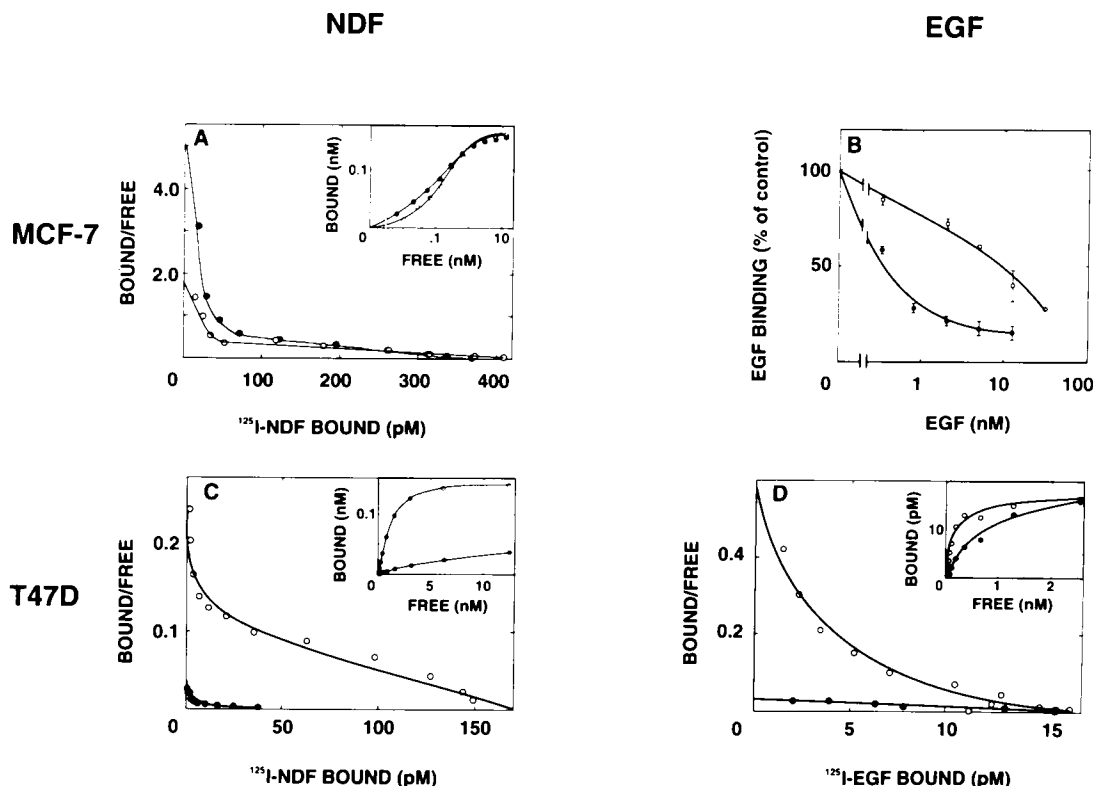 NDF
EGF
MCF-7
T47D
A
BOUND/FREE
4.0
2.0
0
100
200
300
400
¹²⁵I-NDF BOUND (pM)
BOUND (nM)
0.1
0
.1
10
FREE (nM)
B
EGF BINDING (% of control)
100
50
0
1
10
100
EGF (nM)
C
BOUND/FREE
0.2
0.1
0
50
100
150
¹²⁵I-NDF BOUND (pM)
BOUND (nM)
0.1
0
5
10
FREE (nM)
D
BOUND/FREE
0.4
0.2
0
5
10
15
¹²⁵I-EGF BOUND (pM)
BOUND (pM)
10
0
1
2
FREE (nM)